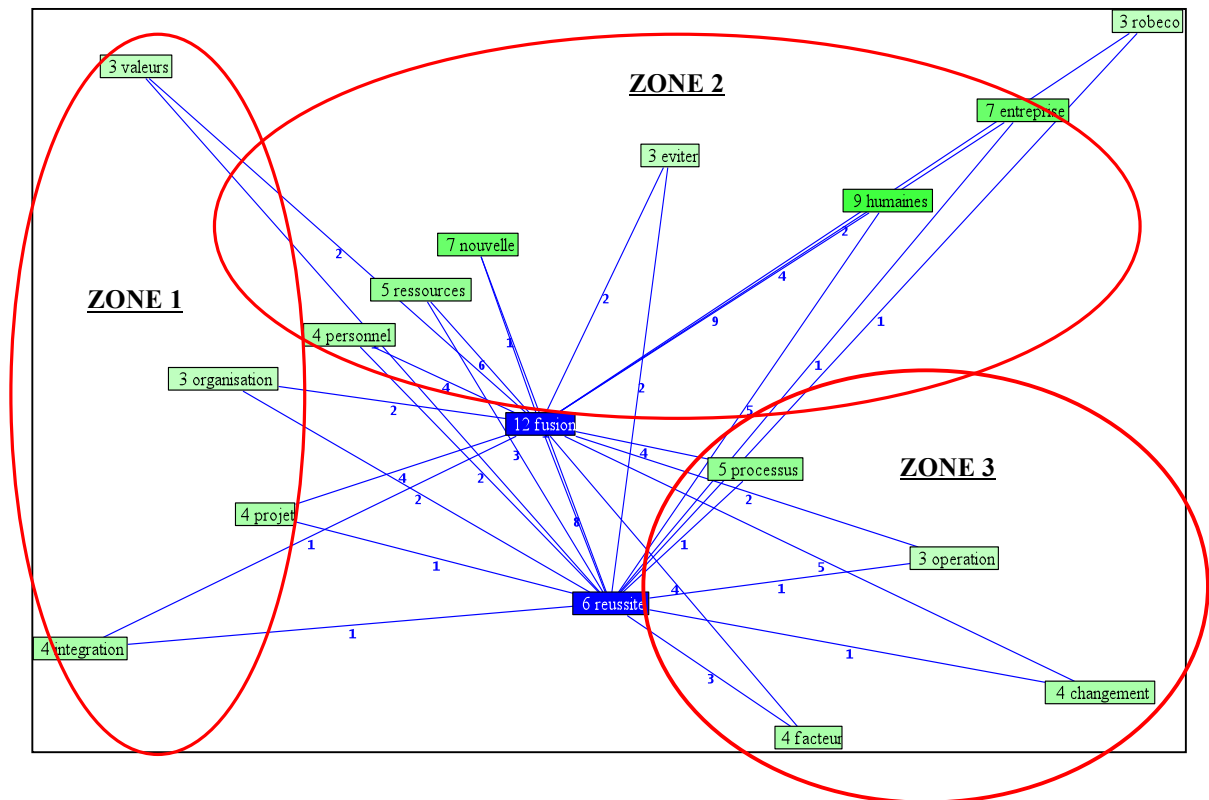 3 robeco
3 valeurs
ZONE 2
7 entreprise
3 eviter
9 humaines
2
7 nouvelle
2
4
5 ressources
ZONE 1
2
9
1
4 personnel
1
6
1
3 organisation
4
2
2
5
12 fusion
3
4
5 processus
ZONE 3
4
2
2
2
4 projet
8
1
1
3 operation
1
5
4
1
6 reussite
1
4 integration
1
3
4 changement
4 facteur